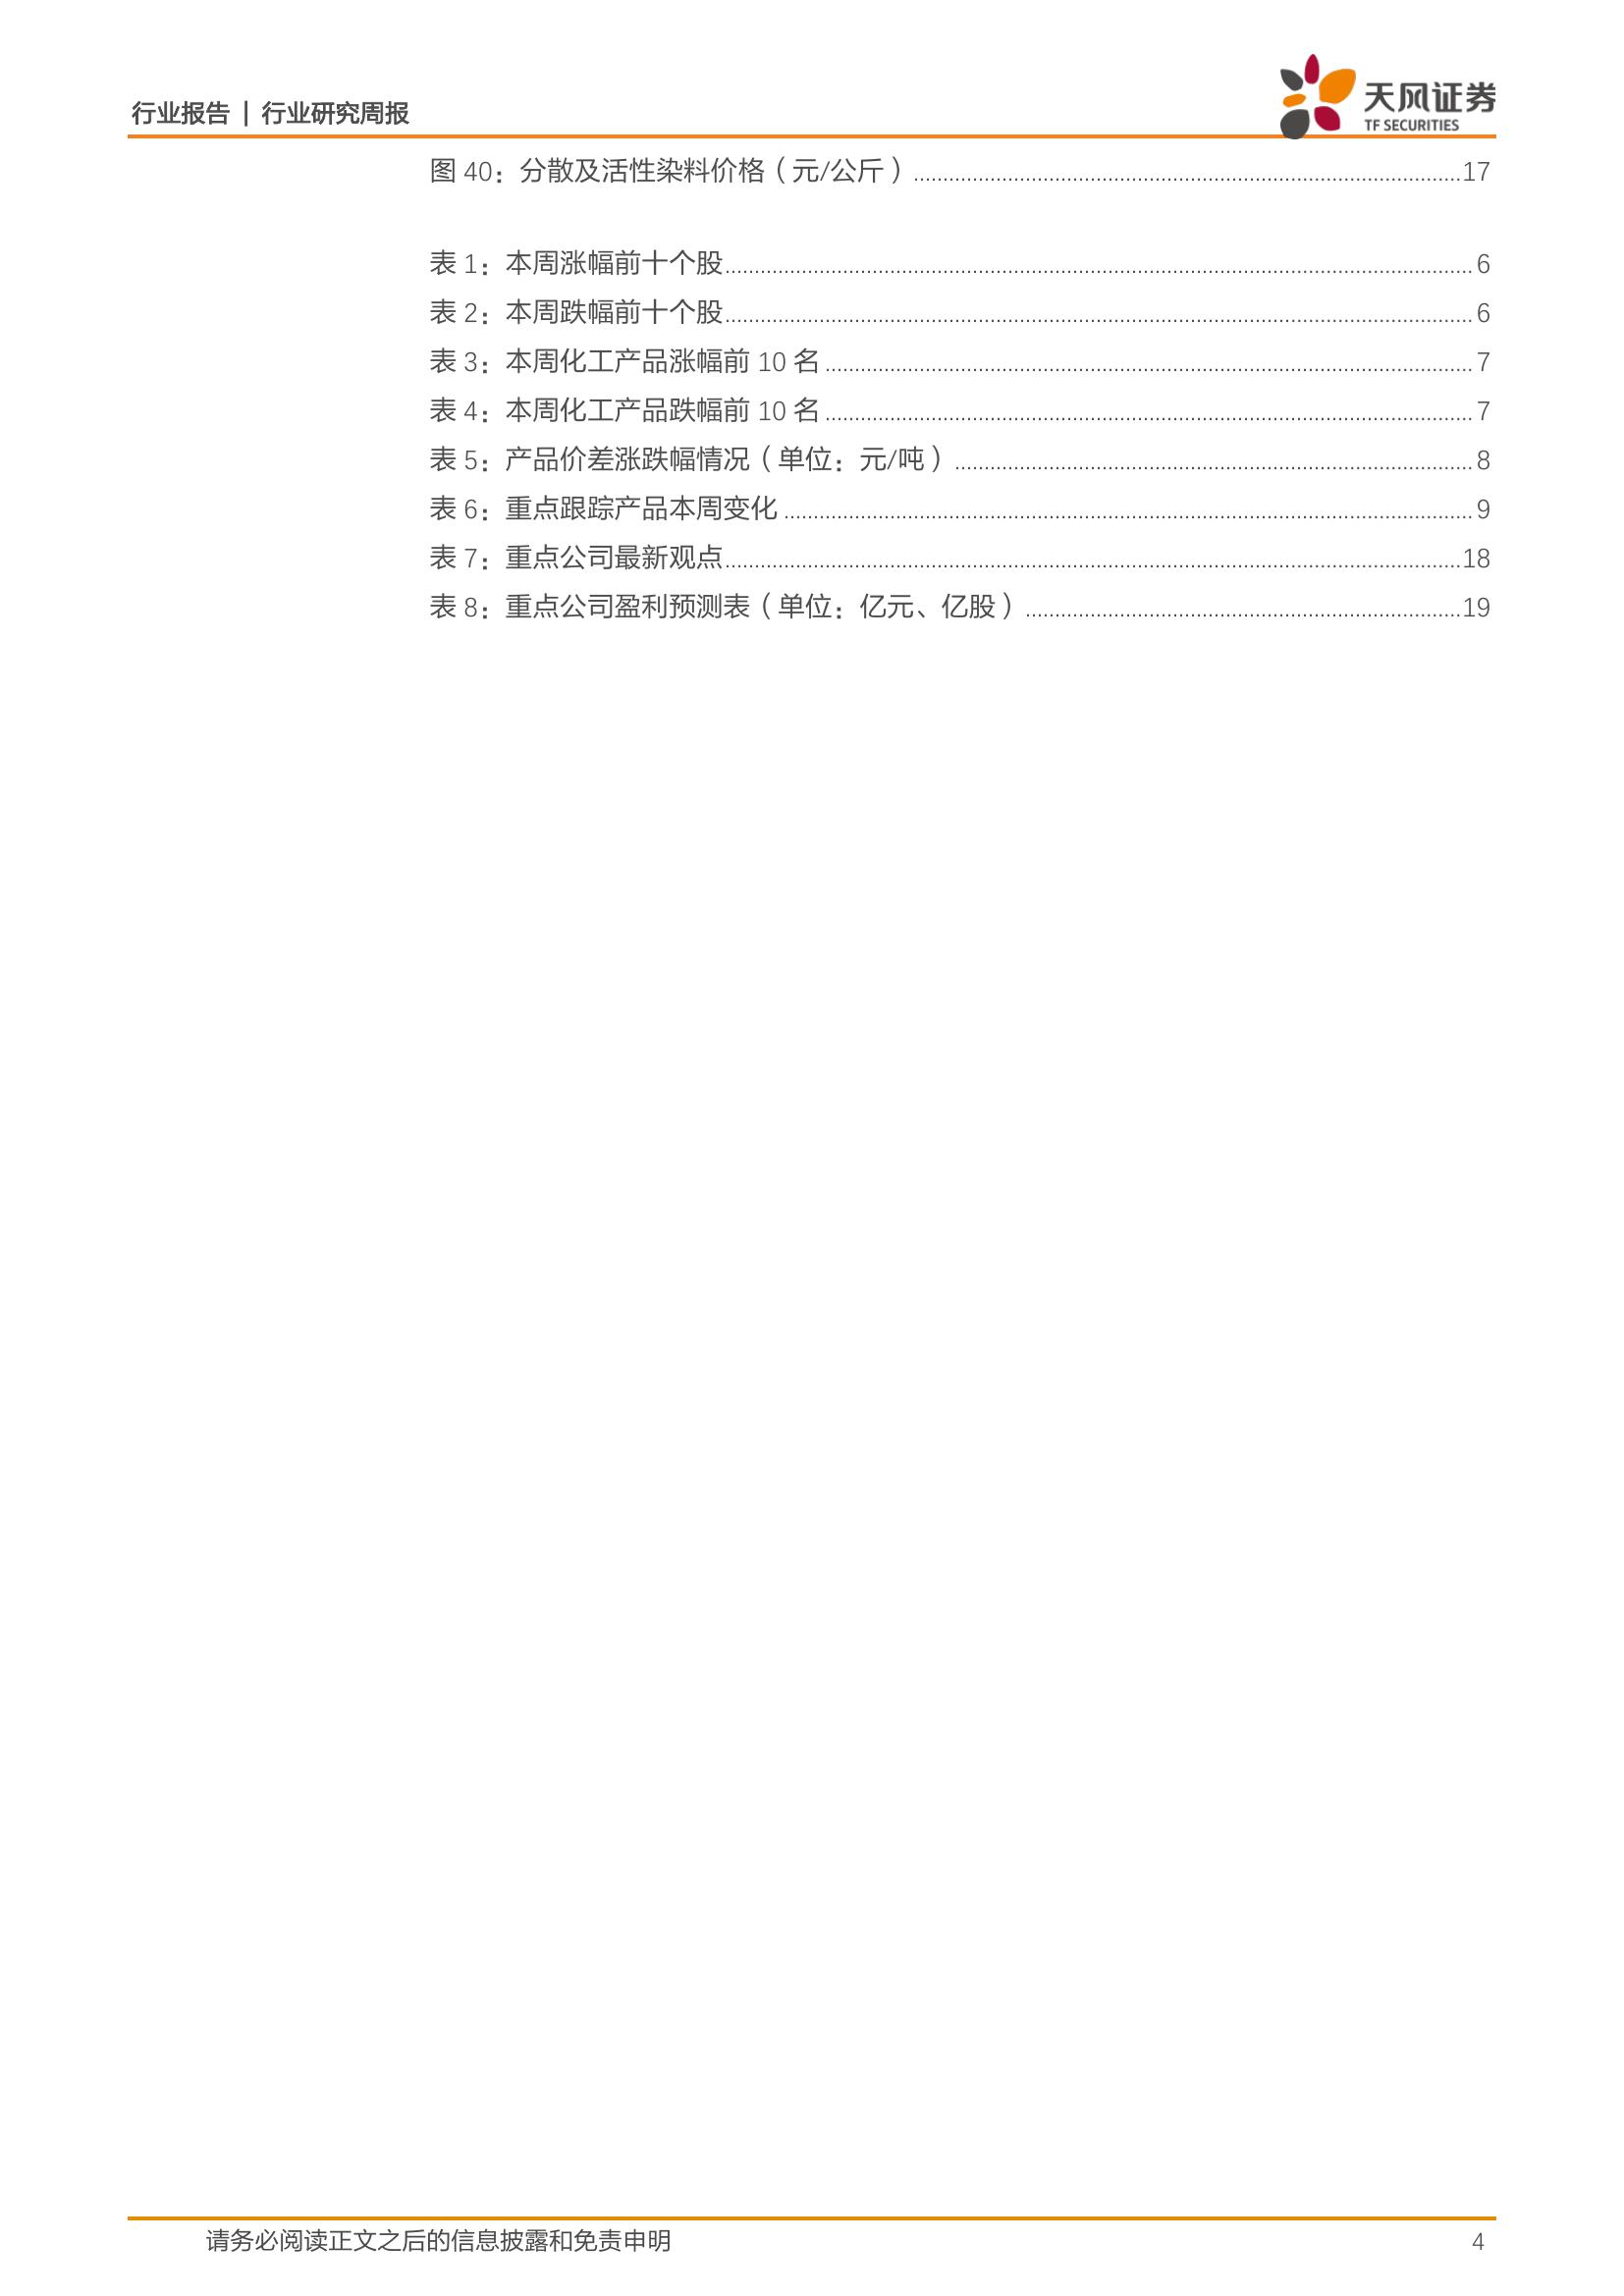 行业报告 | 行业研究周报
天风证券
TF SECURITIES
图 40：分散及活性染料价格（元/公斤）........17
表 1：本周涨幅前十个股........6
表 2：本周跌幅前十个股........6
表 3：本周化工产品涨幅前 10 名........7
表 4：本周化工产品跌幅前 10 名........7
表 5：产品价差涨跌幅情况（单位：元/吨）........8
表 6：重点跟踪产品本周变化........9
表 7：重点公司最新观点........18
表 8：重点公司盈利预测表（单位：亿元、亿股）........19
请务必阅读正文之后的信息披露和免责申明 4